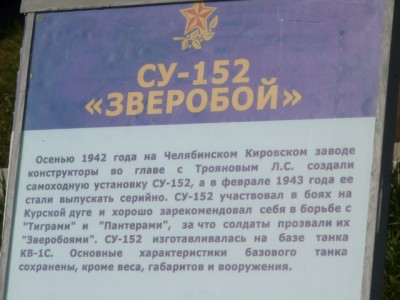 СУ-152
«ЗВЕРОБОЙ»
Осенью 1942 года на Челябинском Кировском заводе
конструкторы во главе с Трояновым Л.С. создали
самоходную установку СУ-152, а в феврале 1943 года ее
стали выпускать серийно. СУ-152 участвовал в боях на
Курской дуге и хорошо зарекомендовал себя в борьбе с
"Тиграми" и "Пантерами", за что солдаты прозвали их
"Зверобоями". СУ-152 изготавливалась на базе танка
КВ-1С. Основные характеристики базового танка
сохранены, кроме веса, габаритов и вооружения.